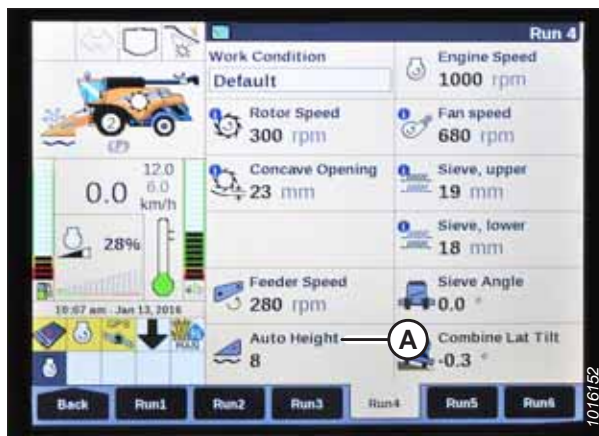 Run 4
Work Condition
Default
Engine Speed
1000 rpm
Rotor Speed
300 rpm
Fan speed
680 rpm
Concave Opening
23 mm
Sieve, upper
19 mm
Sieve, lower
18 mm
Feeder Speed
280 rpm
Sieve Angle
0.0 °
Auto Height
8
A
Combine Lat Tilt
-0.3 °
2
(P)
12.0
0.0
6.0
km/h
28%
10:07 am Jan 13, 2016
GPS
MAN
Back
Run1
Run2
Run3
Run4
Run5
Run6
1016152